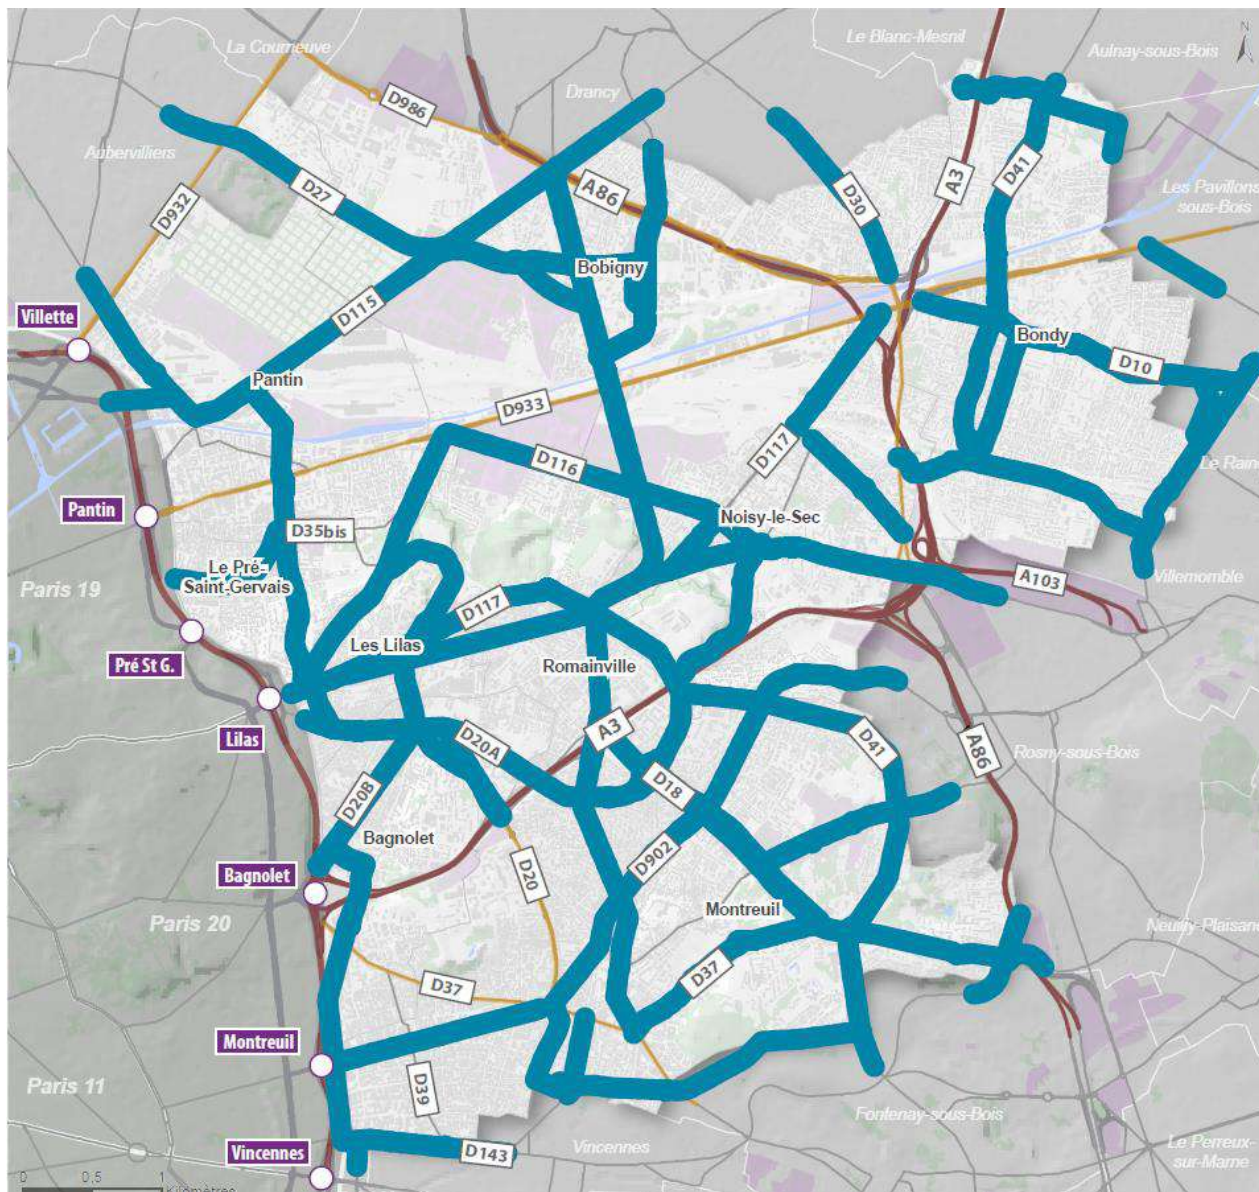 N
La Courneuve
Le Blanc-Mesnil
Aulnay-sous-Bois
Drancy
D986
Aubervilliers
D27
A86
D30
A3
D41
Les Pavillons-
sous-Bois
D932
Bobigny
Villette
D115
Bondy
D10
Pantin
D933
D116
D117
Le Rain
Pantin
D35bis
Noisy-le-Sec
Le Pré-
Saint-Gervais
A103
Villemomble
Paris 19
D117
Pré St G.
Les Lilas
Romainville
Lilas
D20A
A3
D41
A86
Rosny-sous-Bois
D20B
D18
Bagnolet
D902
D20
Bagnolet
Montreuil
Paris 20
Neuilly-Plaisanc
D37
D37
Montreuil
Paris 11
D39
Fontenay-sous-Bois
Vincennes
D143
Vincennes
Le Perreux-
sur-Marne
0 0,5 1
Kilomètres